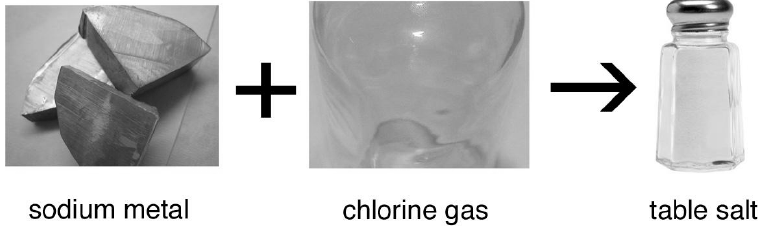 sodium metal
chlorine gas
table salt